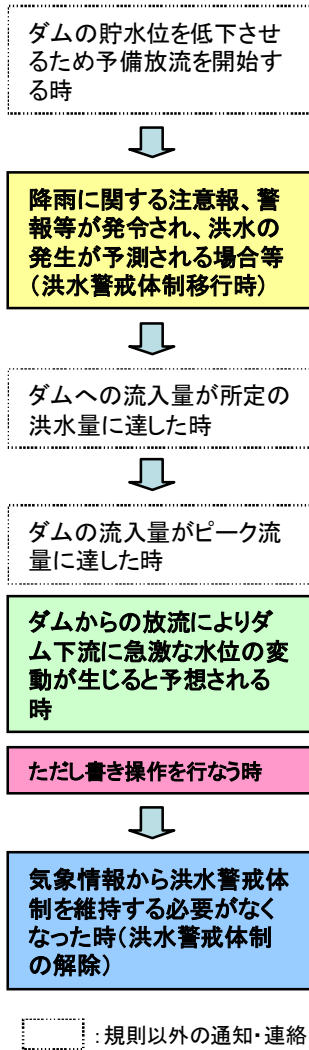 ダムの貯水位を低下させ
るため予備放流を開始す
る時
降雨に関する注意報、警
報等が発令され、洪水の
発生が予測される場合等
（洪水警戒体制移行時）
ダムへの流入量が所定の
洪水量に達した時
ダムの流入量がピーク流
量に達した時
ダムからの放流によりダ
ム下流に急激な水位の変
動が生じると予想される
時
ただし書き操作を行なう時
気象情報から洪水警戒体
制を維持する必要がなく
なった時（洪水警戒体制
の解除）
：規則以外の通知・連絡